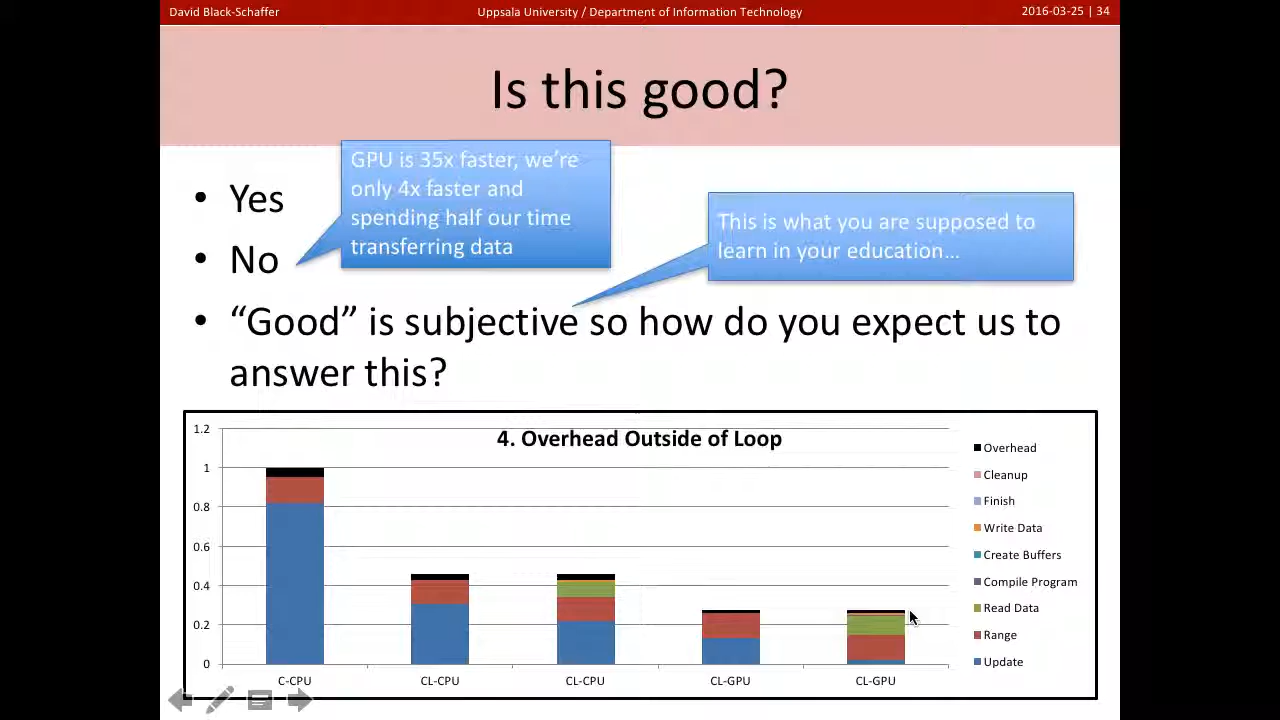 David Black-Schaffer
Uppsala University / Department of Information Technology
2016-03-25 | 34
Is this good?
• Yes
GPU is 35x faster, we’re
only 4x faster and
spending half our time
transferring data
This is what you are supposed to
learn in your education…
• No
• “Good” is subjective so how do you expect us to
answer this?
4. Overhead Outside of Loop
1.2
1
0.8
0.6
0.4
0.2
0
C-CPU
CL-CPU
CL-CPU
CL-GPU
CL-GPU
Overhead
Cleanup
Finish
Write Data
Create Buffers
Compile Program
Read Data
Range
Update